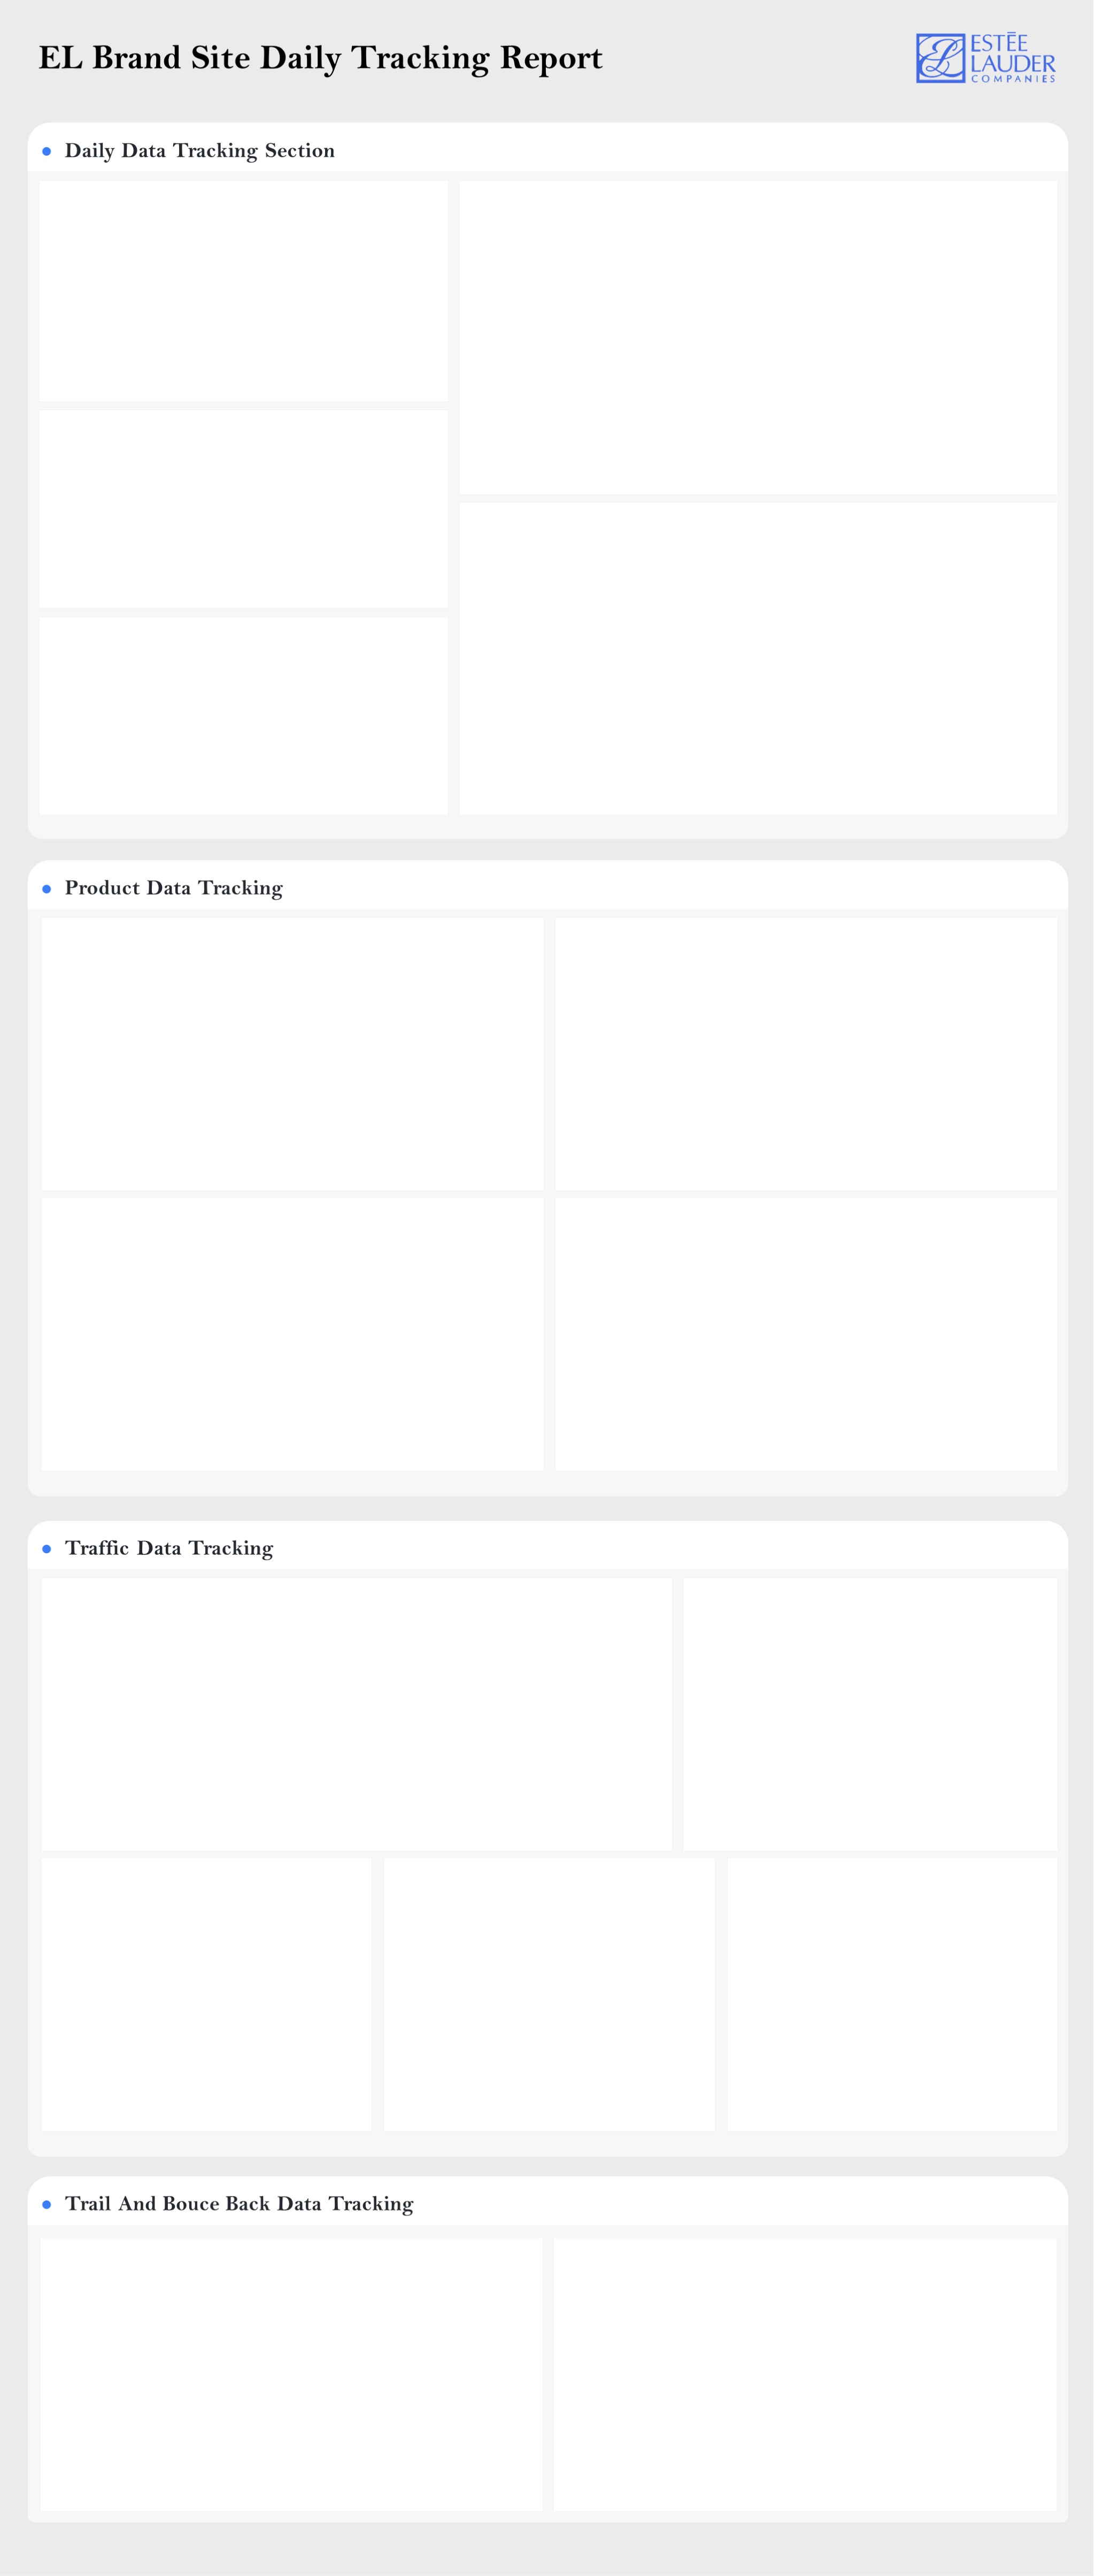 EL Brand Site Daily Tracking Report
ESTĒE
LAUDER
COMPANIES
Daily Data Tracking Section
Product Data Tracking
Traffic Data Tracking
Trail And Bouce Back Data Tracking